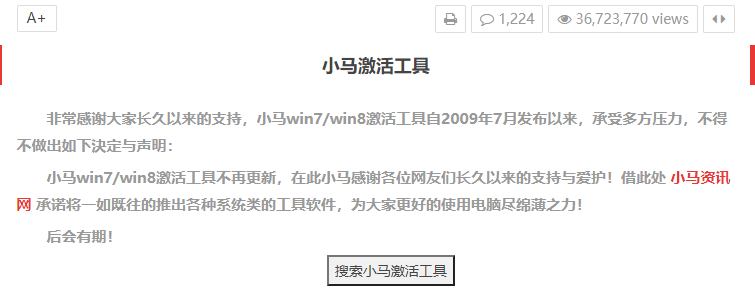 A+ 1,224 36,723,770 views
小马激活工具
非常感谢大家长久以来的支持，小马win7/win8激活工具自2009年7月发布以来，承受多方压力，不得
不做出如下决定与声明：
小马win7/win8激活工具不再更新，在此小马感谢各位网友们长久以来的支持与爱护！借此处 小马资讯
网 承诺将一如既往的推出各种系统类的工具软件，为大家更好的使用电脑尽绵薄之力！
后会有期！
搜索小马激活工具